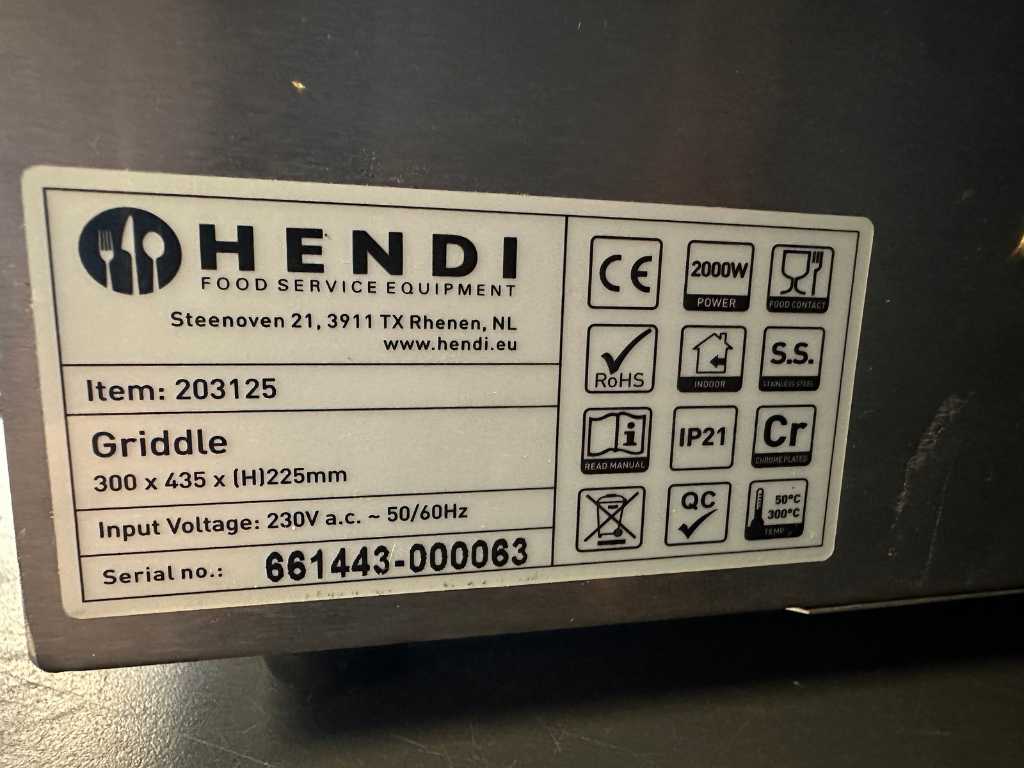 HENDI
FOOD SERVICE EQUIPMENT
Steenoven 21, 3911 TX Rhenen, NL
www.hendi.eu
Item: 203125
Griddle
300 x 435 x (H)225mm
Input Voltage: 230V a.c. ~ 50/60Hz
Serial no.: 661443-000063
CE
2000W
POWER
FOOD CONTACT
RoHS
INDOOR
S.S.
STAINLESS STEEL
i
READ MANUAL
IP21
Cr
CHROME PLATED
QC
50°C
300°C
TEMP.